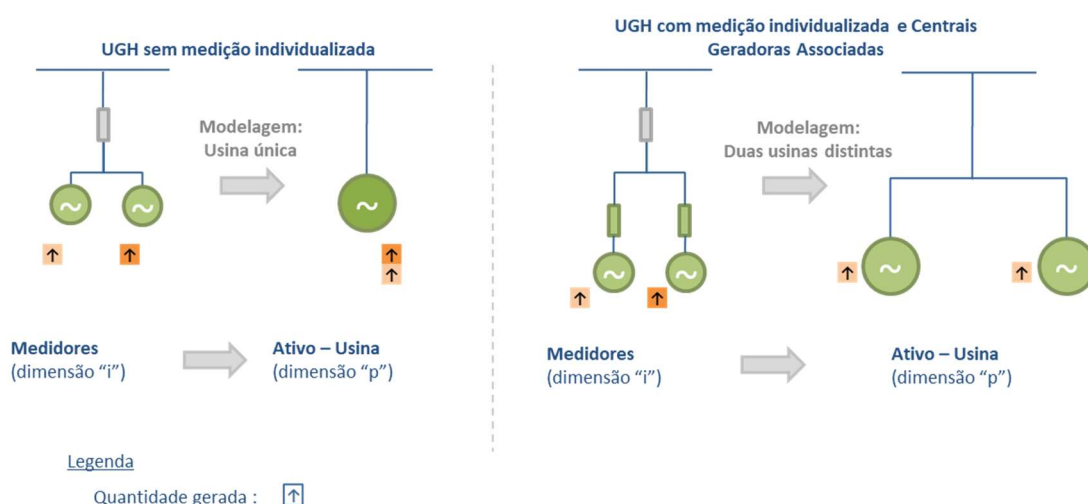 UGH sem medição individualizada
Modelagem:
Usina única
Medidores
(dimensão “i”)
Ativo – Usina
(dimensão “p”)
UGH com medição individualizada e Centrais
Geradoras Associadas
Modelagem:
Duas usinas distintas
Medidores
(dimensão “i”)
Ativo – Usina
(dimensão “p”)
Legenda
Quantidade gerada :